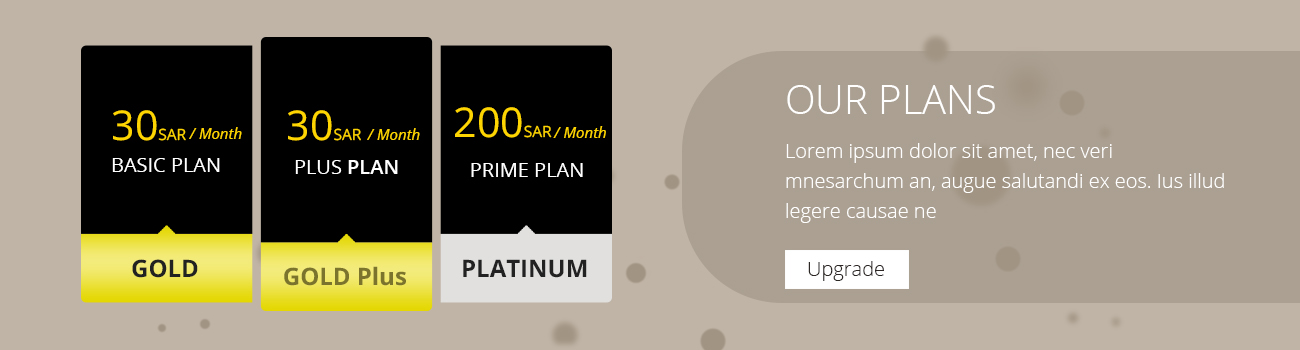 30SAR / Month
BASIC PLAN
GOLD
30SAR / Month
PLUS PLAN
GOLD Plus
200SAR / Month
PRIME PLAN
PLATINUM
OUR PLANS
Lorem ipsum dolor sit amet, nec veri
mnesarchum an, augue salutandi ex eos. Ius illud
legere causae ne
Upgrade